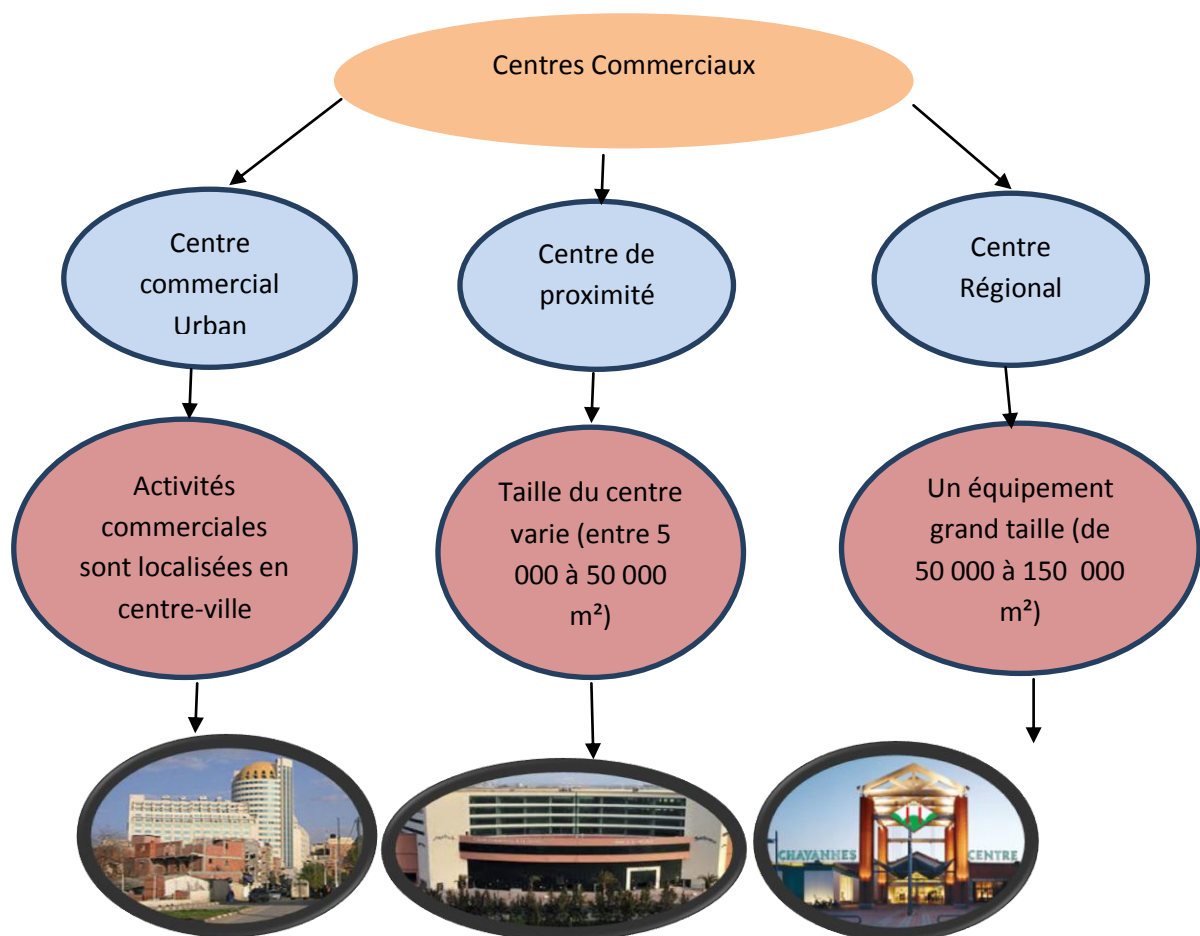 Centres Commerciaux
Centre
commercial
Urban
Centre de
proximité
Centre
Régional
Activités
commerciales
sont localisées en
centre-ville
Taille du centre
varie (entre 5
000 à 50 000
m²)
Un équipement
grand taille (de
50 000 à 150  000
m²)
CHAYANNES CENTRE